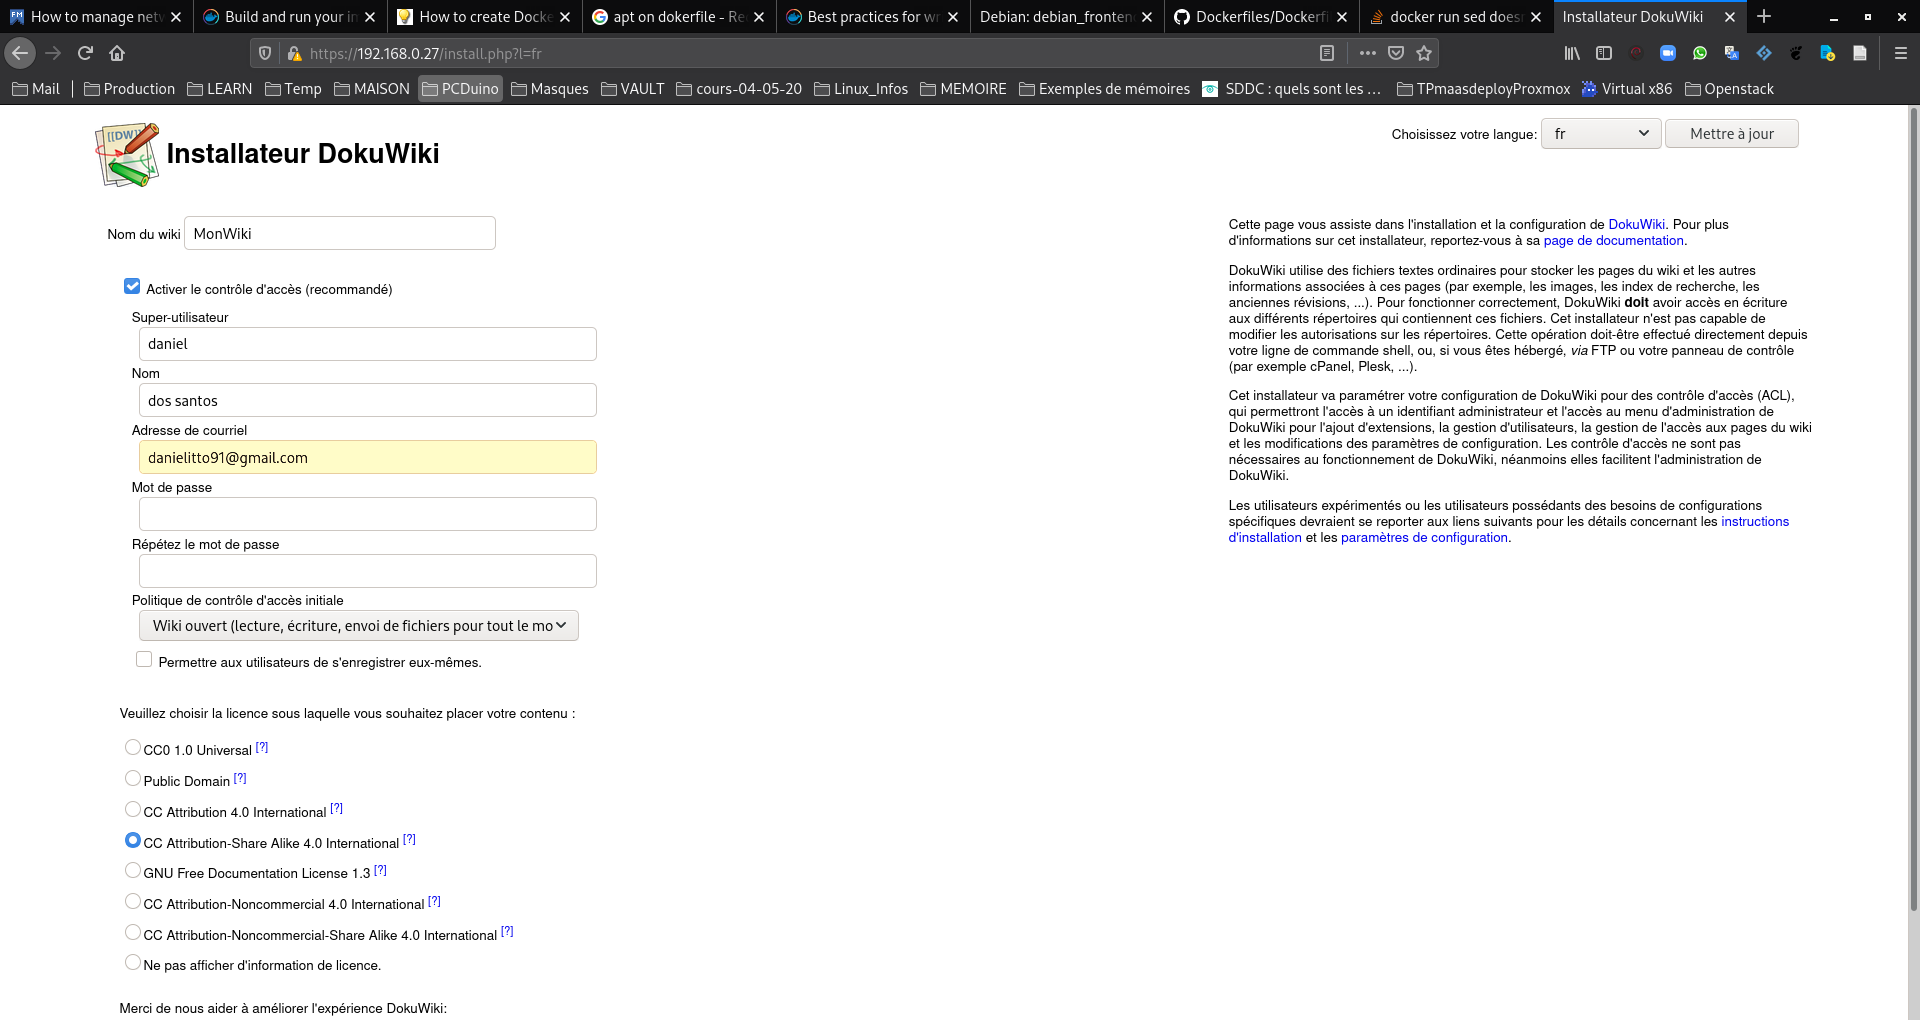 How to manage netw
Build and run your in
How to create Docke
apt on dokerfile - Re
Best practices for wr
Debian: debian_fronten
Dockerfiles/Dockerfi
docker run sed doesn
Installateur DokuWiki
https://192.168.0.27/install.php?l=fr
Mail
Production
LEARN
Temp
MAISON
PCDuino
Masques
VAULT
cours-04-05-20
Linux_Infos
MEMOIRE
Exemples de mémoires
SDDC : quels sont les ...
TPmaasdeployProxmox
Virtual x86
Openstack
[[DW]]
Installateur DokuWiki
Choisissez votre langue: fr Mettre à jour
Nom du wiki MonWiki
Activer le contrôle d'accès (recommandé)
Super-utilisateur
daniel
Nom
dos santos
Adresse de courriel
danielitto91@gmail.com
Mot de passe
Répétez le mot de passe
Politique de contrôle d'accès initiale
Wiki ouvert (lecture, écriture, envoi de fichiers pour tout le mo
Permettre aux utilisateurs de s'enregistrer eux-mêmes.
Veuillez choisir la licence sous laquelle vous souhaitez placer votre contenu :
CC0 1.0 Universal [?]
Public Domain [?]
CC Attribution 4.0 International [?]
CC Attribution-Share Alike 4.0 International [?]
GNU Free Documentation License 1.3 [?]
CC Attribution-Noncommercial 4.0 International [?]
CC Attribution-Noncommercial-Share Alike 4.0 International [?]
Ne pas afficher d'information de licence.
Merci de nous aider à améliorer l'expérience DokuWiki:
Cette page vous assiste dans l'installation et la configuration de DokuWiki. Pour plus
d'informations sur cet installateur, reportez-vous à sa page de documentation.
DokuWiki utilise des fichiers textes ordinaires pour stocker les pages du wiki et les autres
informations associées à ces pages (par exemple, les images, les index de recherche, les
anciennes révisions, ...). Pour fonctionner correctement, DokuWiki doit avoir accès en écriture
aux différents répertoires qui contiennent ces fichiers. Cet installateur n'est pas capable de
modifier les autorisations sur les répertoires. Cette opération doit-être effectué directement depuis
votre ligne de commande shell, ou, si vous êtes hébergé, via FTP ou votre panneau de contrôle
(par exemple cPanel, Plesk, ...).
Cet installateur va paramétrer votre configuration de DokuWiki pour des contrôle d'accès (ACL),
qui permettront l'accès à un identifiant administrateur et l'accès au menu d'administration de
DokuWiki pour l'ajout d'extensions, la gestion d'utilisateurs, la gestion de l'accès aux pages du wiki
et les modifications des paramètres de configuration. Les contrôle d'accès ne sont pas
nécessaires au fonctionnement de DokuWiki, néanmoins elles facilitent l'administration de
DokuWiki.
Les utilisateurs expérimentés ou les utilisateurs possédants des besoins de configurations
spécifiques devraient se reporter aux liens suivants pour les détails concernant les instructions
d'installation et les paramètres de configuration.